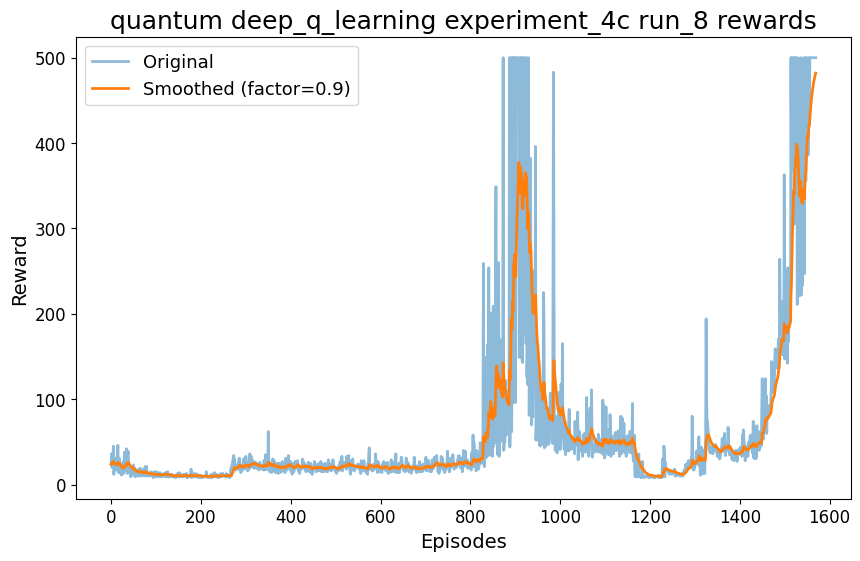 quantum deep_q_learning experiment_4c run_8 rewards
Original
Smoothed (factor=0.9)
500
400
300
200
100
0
Reward
0 200 400 600 800 1000 1200 1400 1600
Episodes